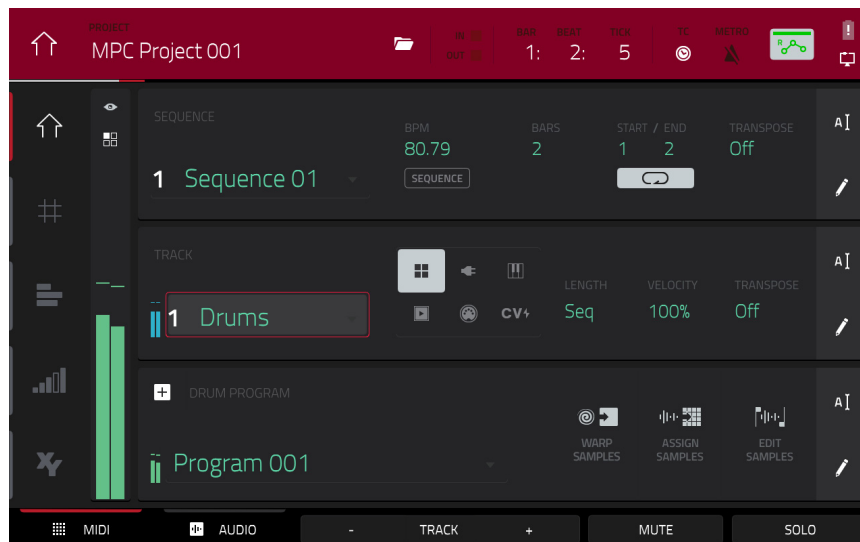 PROJECT
MPC Project 001
IN
OUT
BAR BEAT TICK
1: 2: 5
TC
METRO
R
!
SEQUENCE
1 Sequence 01
BPM
80.79
SEQUENCE
BARS
2
START / END
1 2
TRANSPOSE
Off
A
TRACK
1 Drums
CV
LENGTH
Seq
VELOCITY
100%
TRANSPOSE
Off
A
XY
DRUM PROGRAM
Program 001
WARP
SAMPLES
ASSIGN
SAMPLES
EDIT
SAMPLES
A
MIDI
AUDIO
- TRACK +
MUTE
SOLO